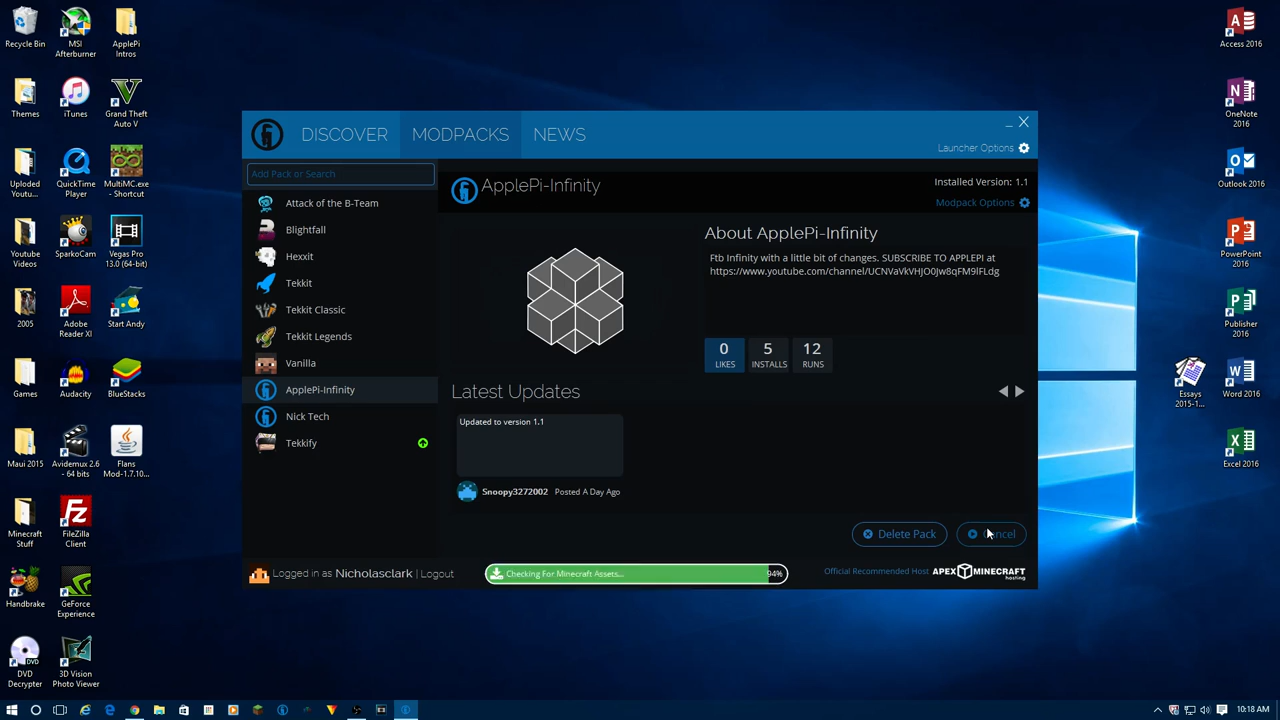 Recycle Bin
MSI
Afterburner
ApplePi
Intros
Themes
iTunes
Grand Theft
Auto V
Uploded
Youtu...
QuickTime
Player
MultiMC.exe
- Shortcut
Youtube
Videos
SparkoCam
Vegas Pro
13.0 (64-bit)
2005
Adobe
Reader XI
Start Andy
Games
Audacity
BlueStacks
Maui 2015
Avidemux 2.6
- 64 bits
Flans
Mod-1.7.10...
Minecraft
Stuff
FileZilla
Client
Handbrake
GeForce
Experience
DVD
DVD
Decrypter
3D Vision
Photo Viewer
DISCOVER
MODPACKS
NEWS
Launcher Options
Add Pack or Search
Attack of the B-Team
Blightfall
Hexxit
Tekkit
Tekkit Classic
Tekkit Legends
Vanilla
ApplePi-Infinity
Nick Tech
Tekkify
ApplePi-Infinity
Installed Version: 1.1
Modpack Options
About ApplePi-Infinity
Ftb Infinity with a little bit of changes. SUBSCRIBE TO APPLEPI at
https://www.youtube.com/channel/UCNVaVkVHJO0Jw8qFM9lFLdg
0
LIKES
5
INSTALLS
12
RUNS
Latest Updates
Updated to version 1.1
Snoopy3272002 Posted A Day Ago
Delete Pack
Cancel
Logged in as Nicholasclark | Logout
Checking For Minecraft Assets... 94%
Official Recommended Host APEX MINECRAFT
hosting
Access 2016
OneNote
2016
Outlook 2016
PowerPoint
2016
Publisher
2016
Essays
2015-1...
Word 2016
Excel 2016
10:18 AM